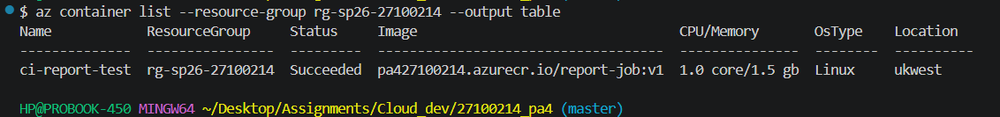 $ az container list --resource-group rg-sp26-27100214 --output table
Name            ResourceGroup     Status     Image                                CPU/Memory       OsType    Location
--------------  ----------------  ---------  -----------------------------------  ---------------  --------  ----------
ci-report-test  rg-sp26-27100214  Succeeded  pa427100214.azurecr.io/report-job:v1  1.0 core/1.5 gb  Linux     ukwest
HP@PROBOOK-450 MINGW64 ~/Desktop/Assignments/Cloud_dev/27100214_pa4 (master)